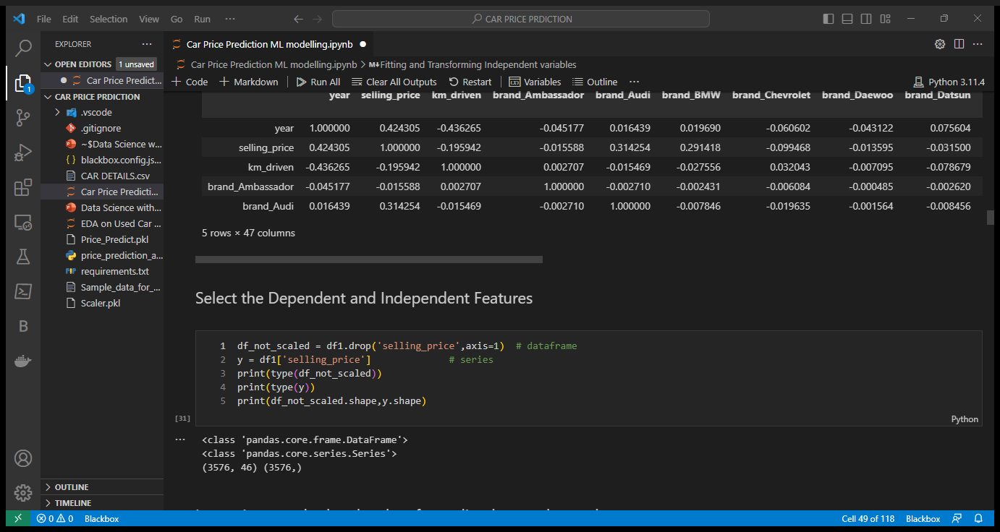 File Edit Selection View Go Run ··· CAR PRICE PRDICTION
EXPLORER ···
OPEN EDITORS 1 unsaved
Car Price Predict...
CAR PRICE PRDICTION
.vscode
.gitignore
~$Data Science w...
blackbox.config.js...
CAR DETAILS.csv
Car Price Predicti...
Data Science with...
EDA on Used Car ...
Price_Predict.pkl
price_prediction_a...
requirements.txt
Sample_data_for_...
Scaler.pkl
OUTLINE
TIMELINE
Car Price Prediction ML modelling.ipynb
Car Price Prediction ML modelling.ipynb > M↓Fitting and Transforming Independent variables
+ Code + Markdown Run All Clear All Outputs Restart Variables Outline ··· Python 3.11.4
year selling_price km_driven brand_Ambassador brand_Audi brand_BMW brand_Chevrolet brand_Daewoo brand_Datsun
year 1.000000 0.424305 -0.436265 -0.045177 0.016439 0.019690 -0.060602 -0.043122 0.075604
selling_price 0.424305 1.000000 -0.195942 -0.015588 0.314254 0.291418 -0.099468 -0.013595 -0.031500
km_driven -0.436265 -0.195942 1.000000 0.002707 -0.015469 -0.027556 0.032043 -0.007095 -0.078679
brand_Ambassador -0.045177 -0.015588 0.002707 1.000000 -0.002710 -0.002431 -0.006084 -0.000485 -0.002620
brand_Audi 0.016439 0.314254 -0.015469 -0.002710 1.000000 -0.007846 -0.019635 -0.001564 -0.008456
5 rows × 47 columns
Select the Dependent and Independent Features
1 df_not_scaled = df1.drop('selling_price',axis=1) # dataframe
2 y = df1['selling_price'] # series
3 print(type(df_not_scaled))
4 print(type(y))
5 print(df_not_scaled.shape,y.shape)
[31]
Python
··· <class 'pandas.core.frame.DataFrame'>
<class 'pandas.core.series.Series'>
(3576, 46) (3576,)
0 0 Blackbox Cell 49 of 118 Blackbox